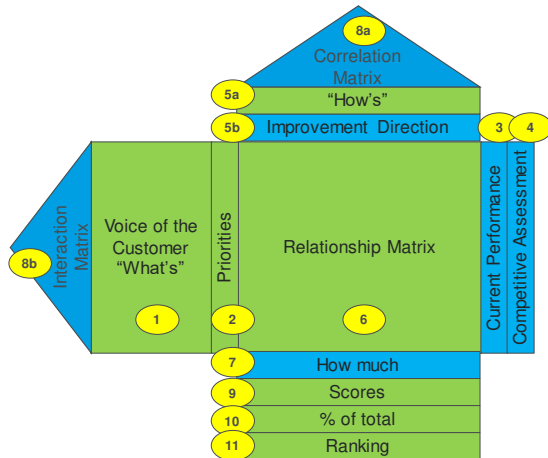 8a
Correlation
Matrix
5a
“How’s”
5b
Improvement Direction
3
4
8b
Interaction
Matrix
Voice of the
Customer
“What’s”
1
Priorities
2
Relationship Matrix
6
Current Performance
Competitive Assessment
7
How much
9
Scores
10
% of total
11
Ranking